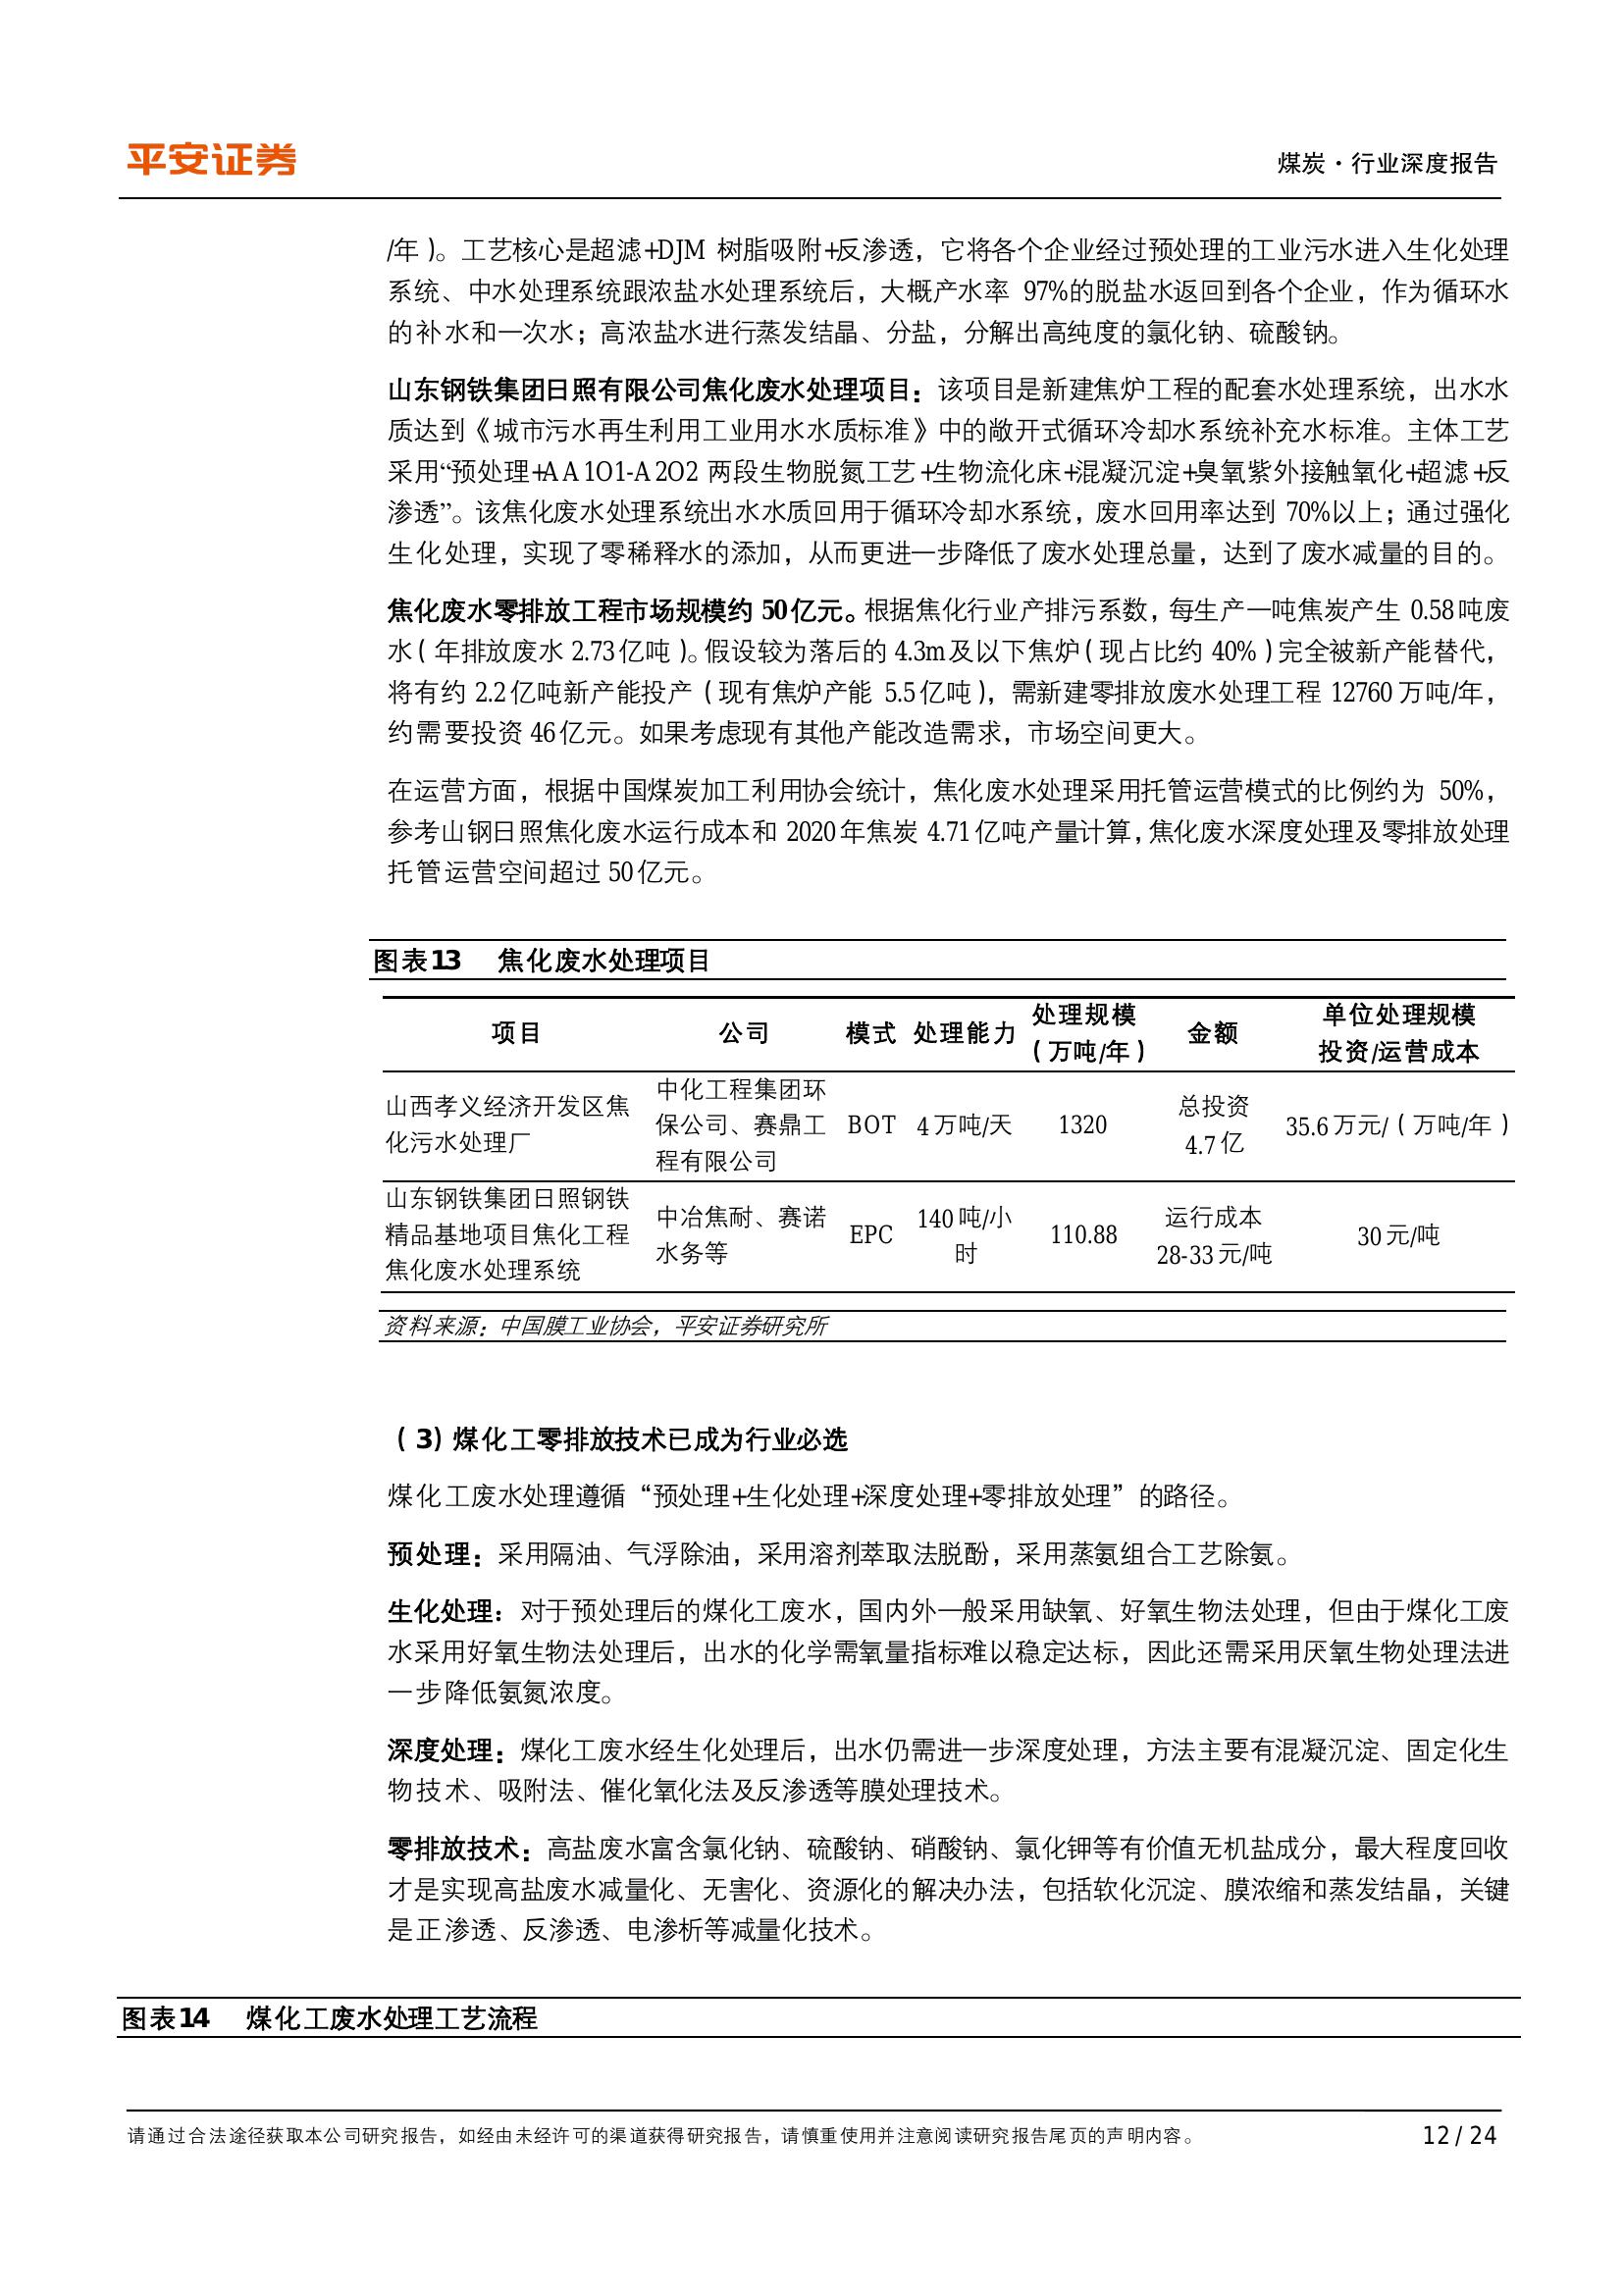 平安证券
煤炭·行业深度报告
/年)。工艺核心是超滤+DJM 树脂吸附+反渗透，它将各个企业经过预处理的工业污水进入生化处理
系统、中水处理系统跟浓盐水处理系统后，大概产水率 97%的脱盐水返回到各个企业，作为循环水
的补水和一次水；高浓盐水进行蒸发结晶、分盐，分解出高纯度的氯化钠、硫酸钠。
山东钢铁集团日照有限公司焦化废水处理项目：该项目是新建焦炉工程的配套水处理系统，出水水
质达到《城市污水再生利用工业用水水质标准》中的敞开式循环冷却水系统补充水标准。主体工艺
采用“预处理+AA1O1-A2O2 两段生物脱氮工艺+生物流化床+混凝沉淀+臭氧紫外接触氧化+超滤+反
渗透”。该焦化废水处理系统出水水质回用于循环冷却水系统，废水回用率达到 70%以上；通过强化
生化处理，实现了零稀释水的添加，从而更进一步降低了废水处理总量，达到了废水减量的目的。
焦化废水零排放工程市场规模约 50 亿元。根据焦化行业产排污系数，每生产一吨焦炭产生 0.58 吨废
水（年排放废水 2.73 亿吨）。假设较为落后的 4.3m 及以下焦炉（现占比约 40%）完全被新产能替代，
将有约 2.2 亿吨新产能投产（现有焦炉产能 5.5 亿吨），需新建零排放废水处理工程 12760 万吨/年，
约需要投资 46 亿元。如果考虑现有其他产能改造需求，市场空间更大。
在运营方面，根据中国煤炭加工利用协会统计，焦化废水处理采用托管运营模式的比例约为 50%，
参考山钢日照焦化废水运行成本和 2020 年焦炭 4.71 亿吨产量计算，焦化废水深度处理及零排放处理
托管运营空间超过 50 亿元。
图表13 焦化废水处理项目
项目 公司 模式 处理能力 处理规模（万吨/年） 金额 单位处理规模投资/运营成本
山西孝义经济开发区焦化污水处理厂 中化工程集团环保公司、赛鼎工程有限公司 BOT 4 万吨/天 1320 总投资 4.7 亿 35.6 万元/（万吨/年）
山东钢铁集团日照钢铁精品基地项目焦化工程焦化废水处理系统 中冶焦耐、赛诺水务等 EPC 140 吨/小时 110.88 运行成本 28-33 元/吨 30 元/吨
资料来源：中国膜工业协会，平安证券研究所
（3）煤化工零排放技术已成为行业必选
煤化工废水处理遵循“预处理+生化处理+深度处理+零排放处理”的路径。
预处理：采用隔油、气浮除油，采用溶剂萃取法脱酚，采用蒸氨组合工艺除氨。
生化处理：对于预处理后的煤化工废水，国内外一般采用缺氧、好氧生物法处理，但由于煤化工废
水采用好氧生物法处理后，出水的化学需氧量指标难以稳定达标，因此还需采用厌氧生物处理法进
一步降低氨氮浓度。
深度处理：煤化工废水经生化处理后，出水仍需进一步深度处理，方法主要有混凝沉淀、固定化生
物技术、吸附法、催化氧化法及反渗透等膜处理技术。
零排放技术：高盐废水富含氯化钠、硫酸钠、硝酸钠、氯化钾等有价值无机盐成分，最大程度回收
才是实现高盐废水减量化、无害化、资源化的解决办法，包括软化沉淀、膜浓缩和蒸发结晶，关键
是正渗透、反渗透、电渗析等减量化技术。
图表14 煤化工废水处理工艺流程
请通过合法途径获取本公司研究报告，如经由未经许可的渠道获得研究报告，请慎重使用并注意阅读研究报告尾页的声明内容。
12 / 24